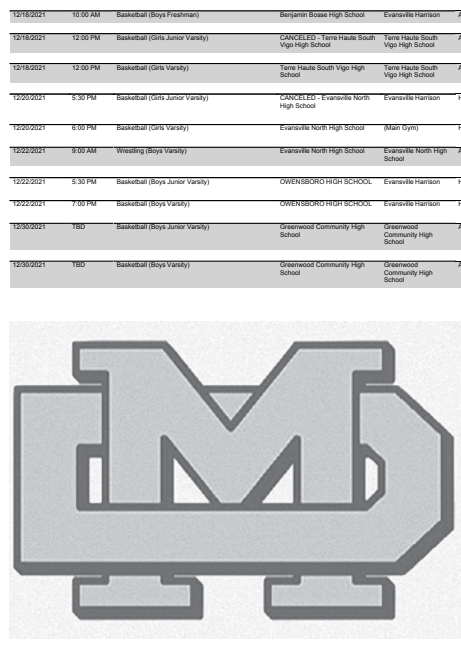 12/18/2021 10:00 AM Basketball (Boys Freshman) Benjamin Bosse High School Evansville Harrison A
12/18/2021 12:00 PM Basketball (Girls Junior Varsity) CANCELED - Terre Haute South Terre Haute South A
Vigo High School Vigo High School
12/18/2021 12:00 PM Basketball (Girls Varsity) Terre Haute South Vigo High Terre Haute South A
School Vigo High School
12/20/2021 5:30 PM Basketball (Girls Junior Varsity) CANCELED - Evansville North Evansville Harrison H
High School
12/20/2021 6:00 PM Basketball (Girls Varsity) Evansville North High School (Main Gym) H
12/22/2021 9:00 AM Wrestling (Boys Varsity) Evansville North High School Evansville North High A
School
12/22/2021 5:30 PM Basketball (Boys Junior Varsity) OWENSBORO HIGH SCHOOL Evansville Harrison H
12/22/2021 7:00 PM Basketball (Boys Varsity) OWENSBORO HIGH SCHOOL Evansville Harrison H
12/30/2021 TBD Basketball (Boys Junior Varsity) Greenwood Community High Greenwood A
School Community High
School
12/30/2021 TBD Basketball (Boys Varsity) Greenwood Community High Greenwood A
School Community High
School
M